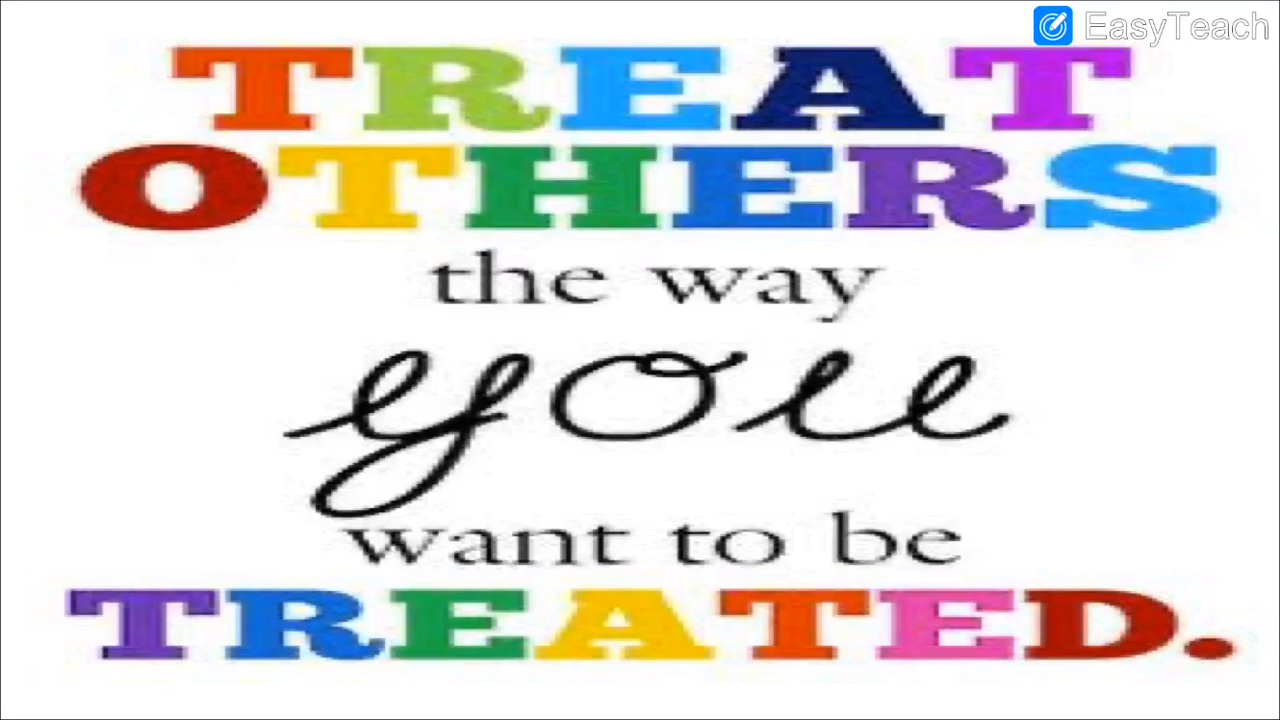 EasyTeach
TREAT
OTHERS
the way
you
want to be
TREATED.